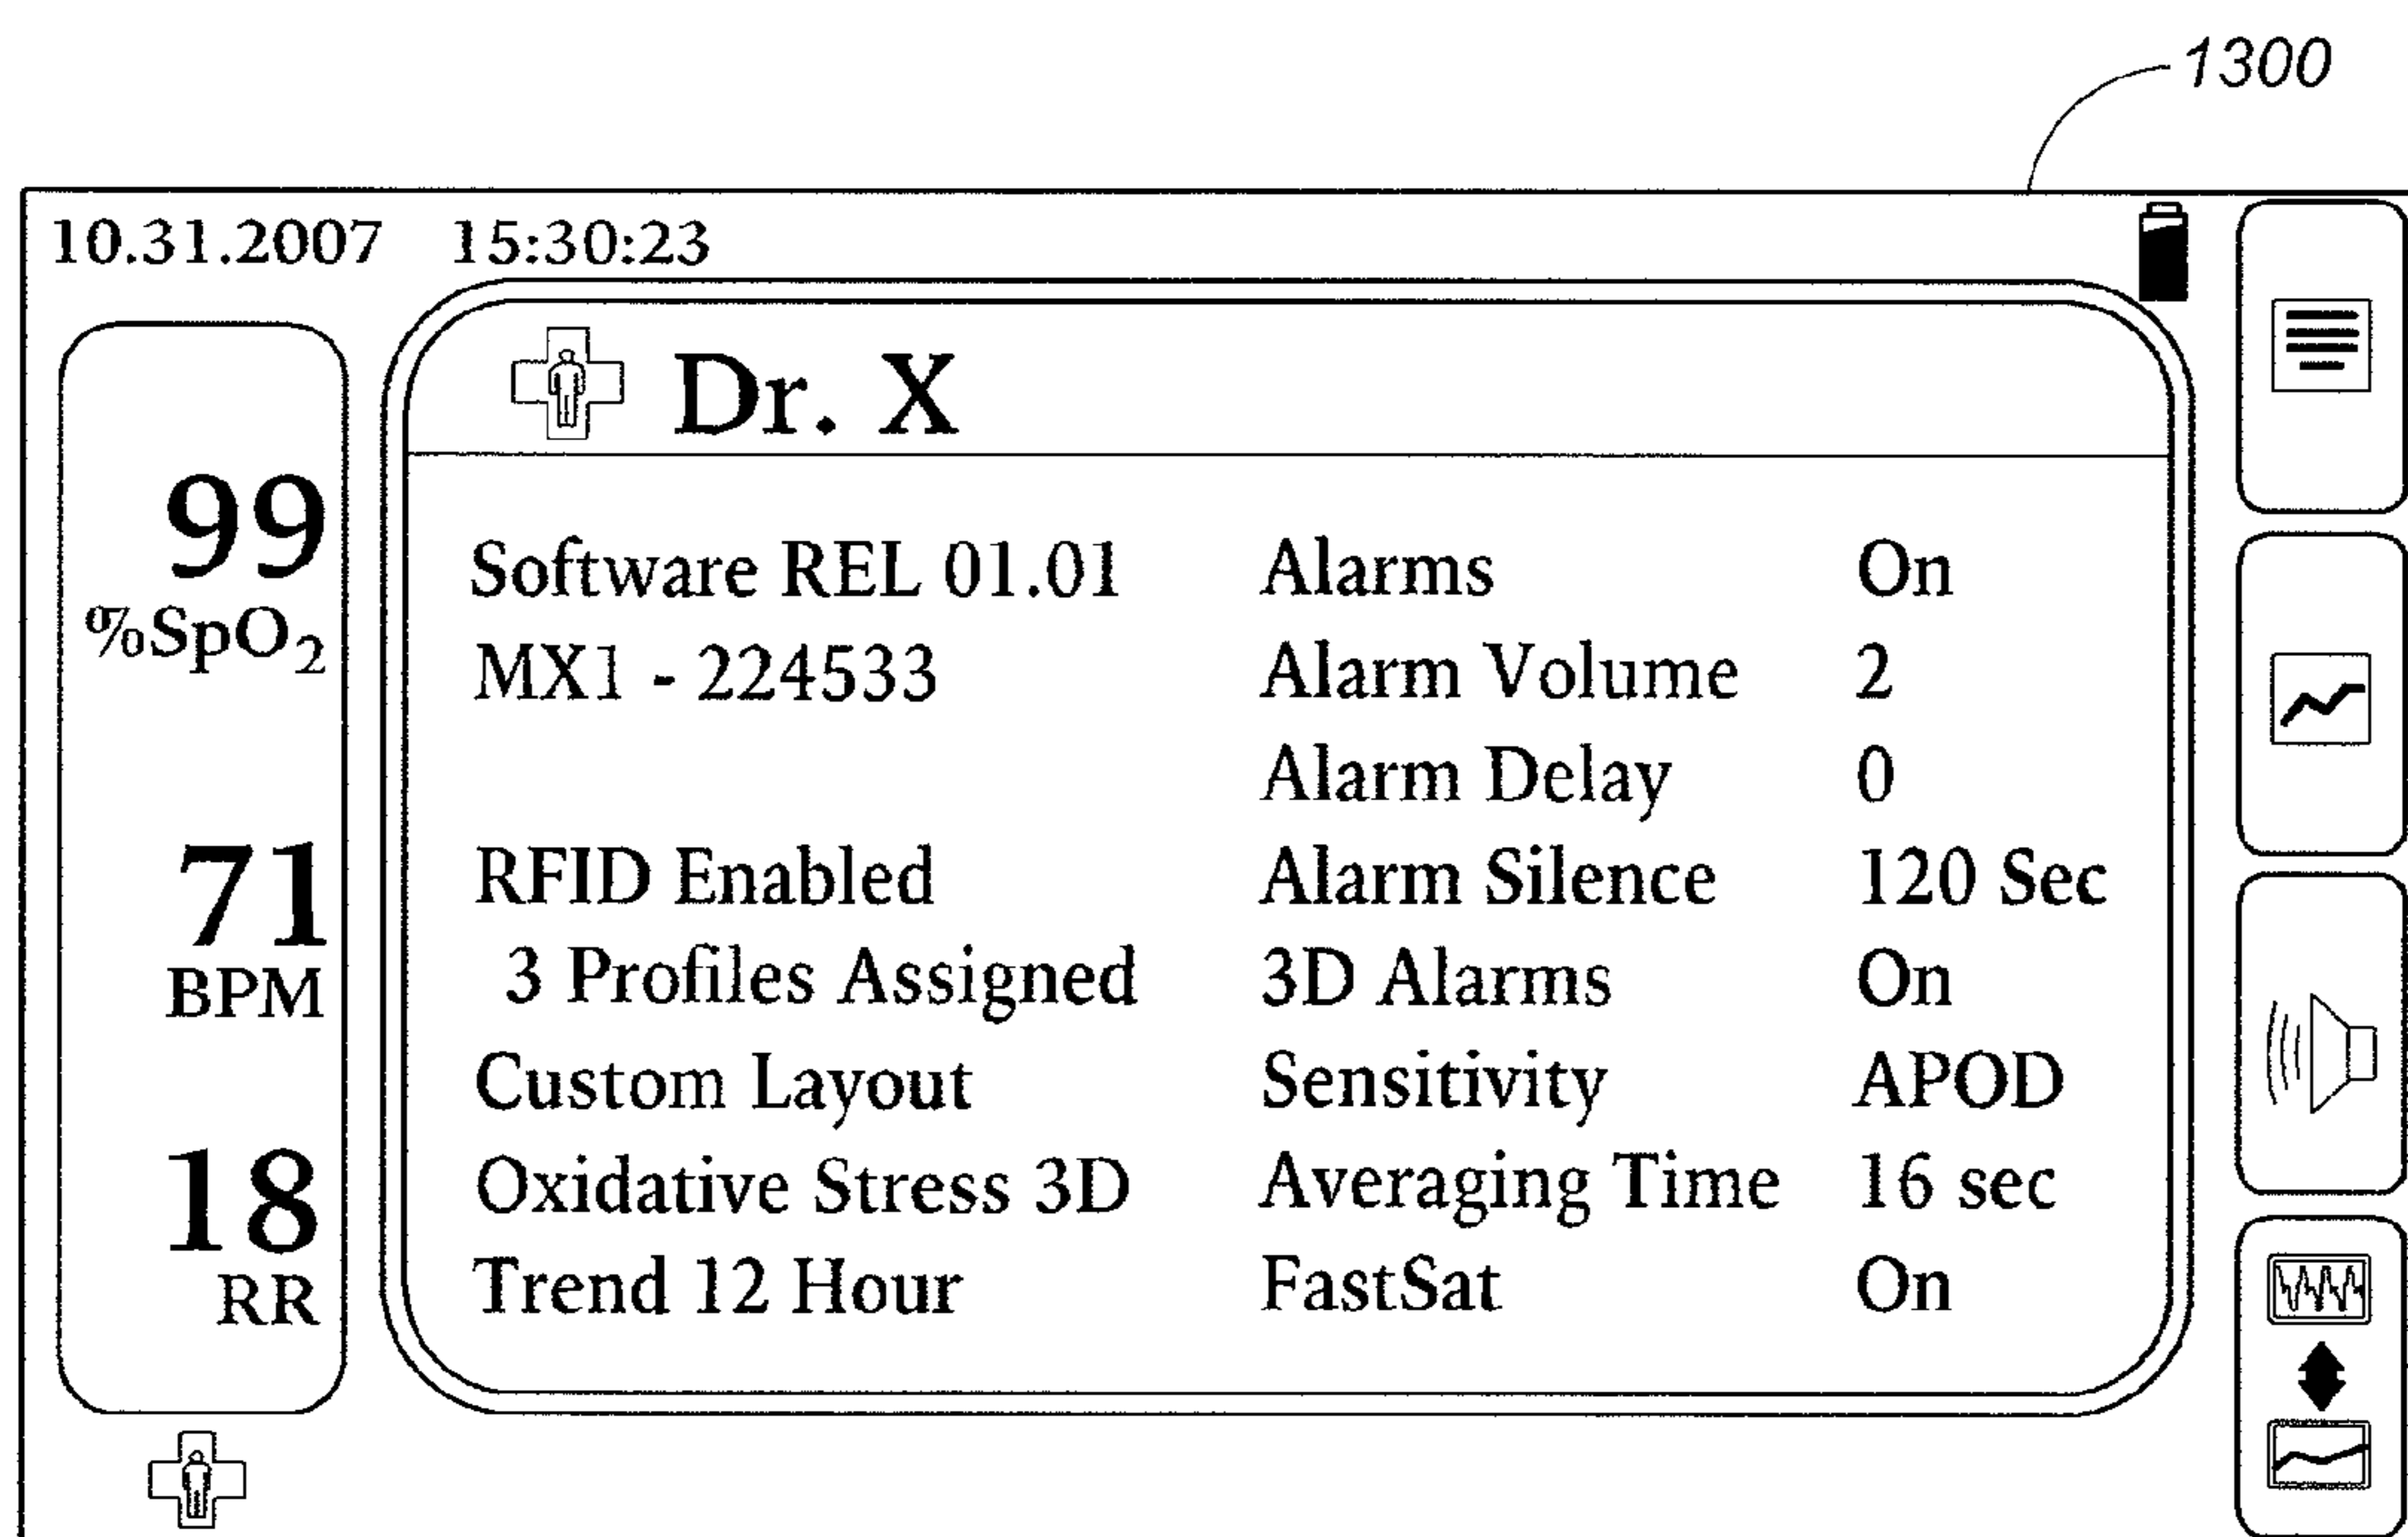 1300
10.31.2007 15:30:23
99
%SpO₂
71
BPM
18
RR
Dr. X
Software REL 01.01
MX1 - 224533
RFID Enabled
3 Profiles Assigned
Custom Layout
Oxidative Stress 3D
Trend 12 Hour
Alarms On
Alarm Volume 2
Alarm Delay 0
Alarm Silence 120 Sec
3D Alarms On
Sensitivity APOD
Averaging Time 16 sec
FastSat On